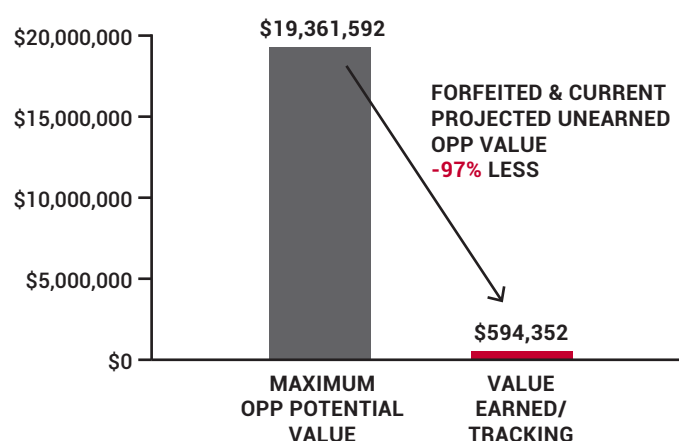 $20,000,000
$15,000,000
$10,000,000
$5,000,000
$0
$19,361,592
FORFEITED & CURRENT
PROJECTED UNEARNED
OPP VALUE
-97% LESS
$594,352
MAXIMUM
OPP POTENTIAL
VALUE
VALUE
EARNED/
TRACKING